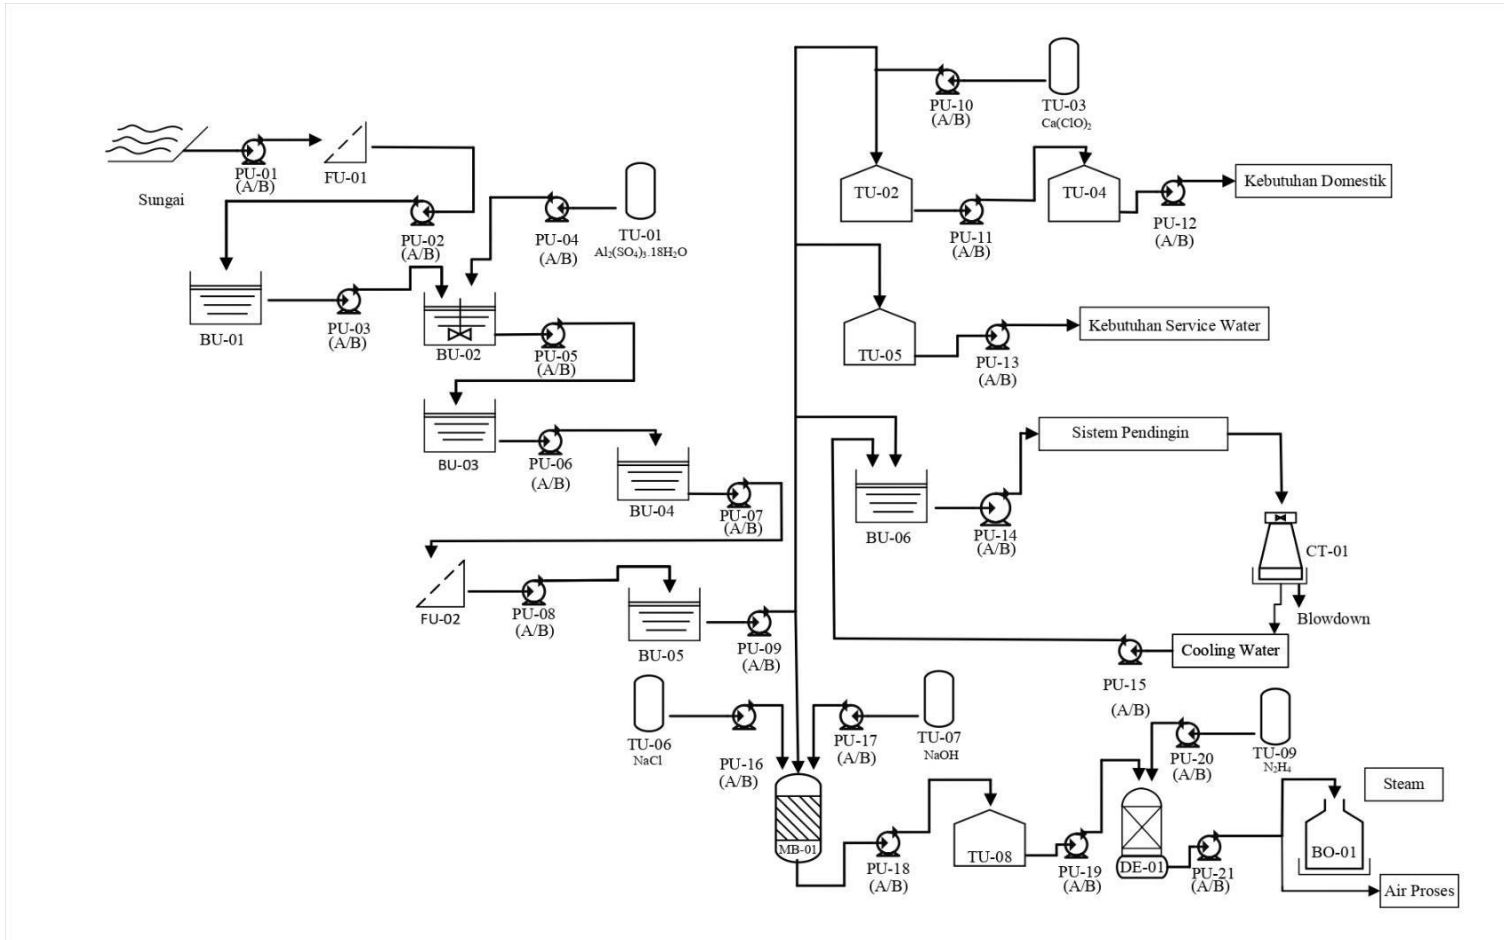 Sungai
PU-01
(A/B)
FU-01
PU-02
(A/B)
PU-04
(A/B)
TU-01
Al₂(SO₄)₃.18H₂O
BU-01
PU-03
(A/B)
BU-02
PU-05
(A/B)
BU-03
PU-06
(A/B)
BU-04
PU-07
(A/B)
FU-02
PU-08
(A/B)
BU-05
PU-09
(A/B)
PU-10
(A/B)
TU-03
Ca(ClO)₂
TU-02
PU-11
(A/B)
TU-04
PU-12
(A/B)
Kebutuhan Domestik
TU-05
PU-13
(A/B)
Kebutuhan Service Water
BU-06
PU-14
(A/B)
Sistem Pendingin
CT-01
Blowdown
Cooling Water
PU-15
(A/B)
TU-06
NaCl
PU-16
(A/B)
PU-17
(A/B)
TU-07
NaOH
MB-01
PU-18
(A/B)
TU-08
PU-19
(A/B)
DE-01
PU-20
(A/B)
TU-09
N₂H₄
PU-21
(A/B)
BO-01
Steam
Air Proses